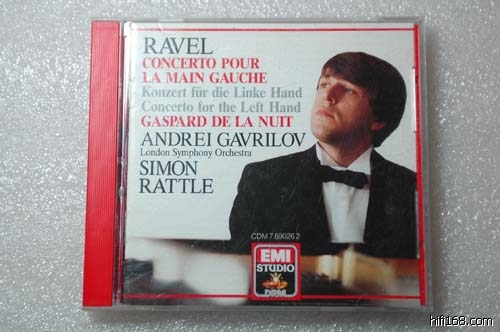 RAVEL
CONCERTO POUR
LA MAIN GAUCHE
Konzert für die Linke Hand
Concerto for the Left Hand
GASPARD DE LA NUIT
ANDREI GAVRILOV
London Symphony Orchestra
SIMON
RATTLE
CDM 7 69026 2
EMI
STUDIO
DRM
hifi168.com